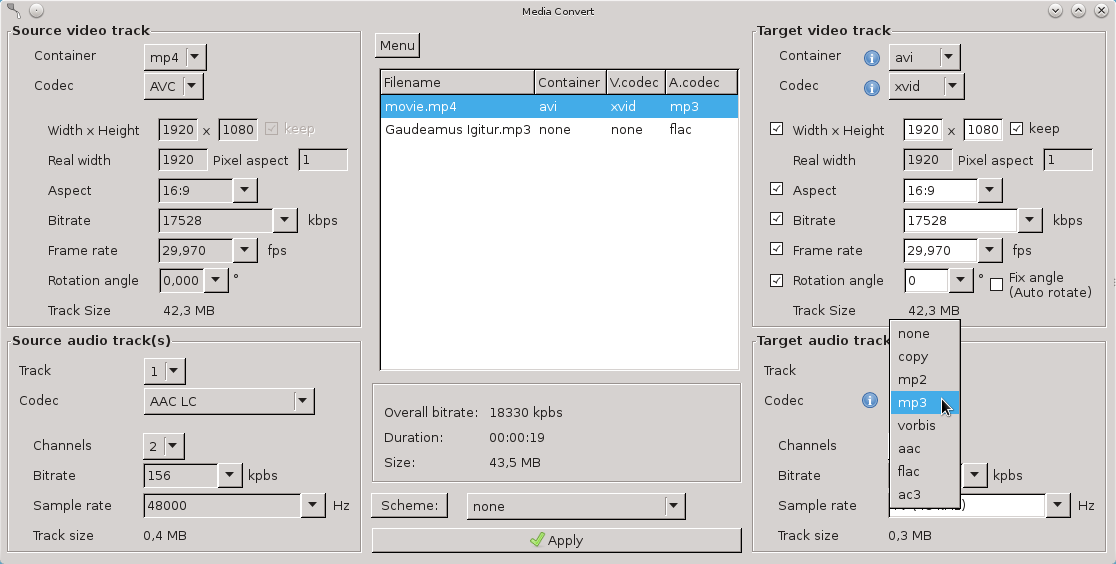 Media Convert
Source video track
Container mp4
Codec AVC
Width x Height 1920 x 1080 keep
Real width 1920 Pixel aspect 1
Aspect 16:9
Bitrate 17528 kbps
Frame rate 29,970 fps
Rotation angle 0,000 °
Track Size 42,3 MB
Source audio track(s)
Track 1
Codec AAC LC
Channels 2
Bitrate 156 kpbs
Sample rate 48000 Hz
Track size 0,4 MB
Menu
Filename Container V.codec A.codec
movie.mp4 avi xvid mp3
Gaudeamus Igitur.mp3 none none flac
Overall bitrate: 18330 kpbs
Duration: 00:00:19
Size: 43,5 MB
Scheme: none
Apply
Target video track
Container avi
Codec xvid
Width x Height 1920 x 1080 keep
Real width 1920 Pixel aspect 1
Aspect 16:9
Bitrate 17528 kbps
Frame rate 29,970 fps
Rotation angle 0 ° Fix angle
(Auto rotate)
Track Size 42,3 MB
Target audio track
Track
Codec
Channels
Bitrate kpbs
Sample rate Hz
Track size 0,3 MB
none
copy
mp2
mp3
vorbis
aac
flac
ac3